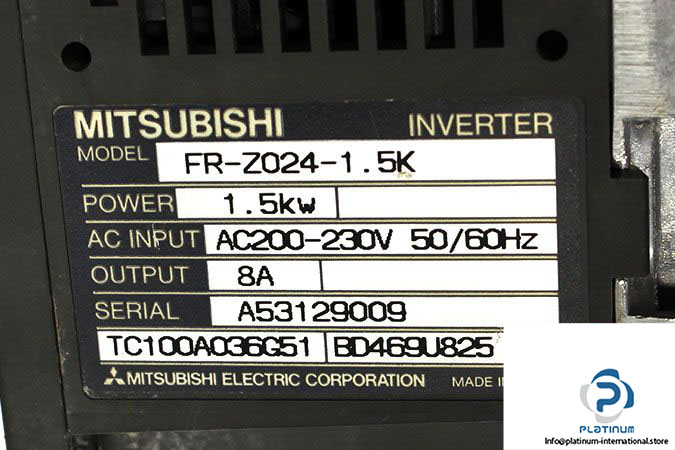 MITSUBISHI INVERTER
MODEL FR-Z024-1.5K
POWER 1.5kw
AC INPUT AC200-230V 50/60Hz
OUTPUT 8A
SERIAL A53129009
TC100A036G51 BD469U825
MITSUBISHI ELECTRIC CORPORATION MADE
PLATINUM
Info@platinum-international.store